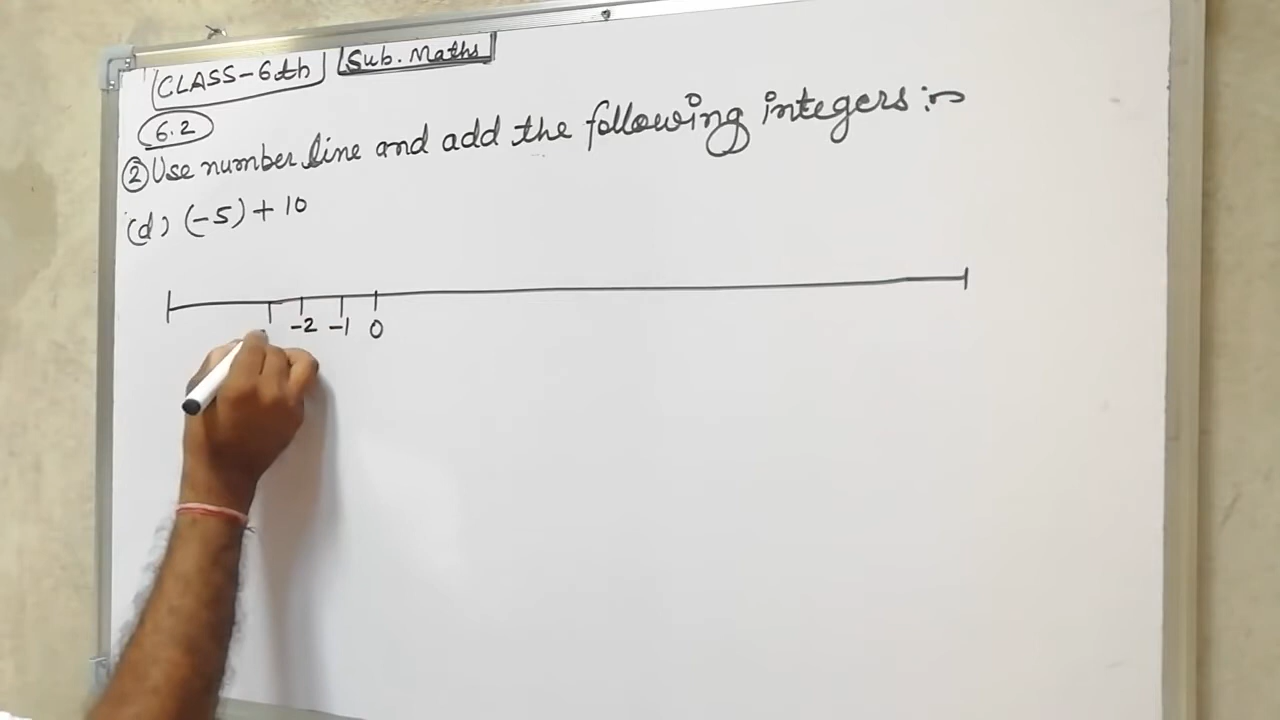 CLASS-6th Sub. Maths
6.2
② Use number line and add the following integers :-
(d) (-5) + 10
-2 -1 0